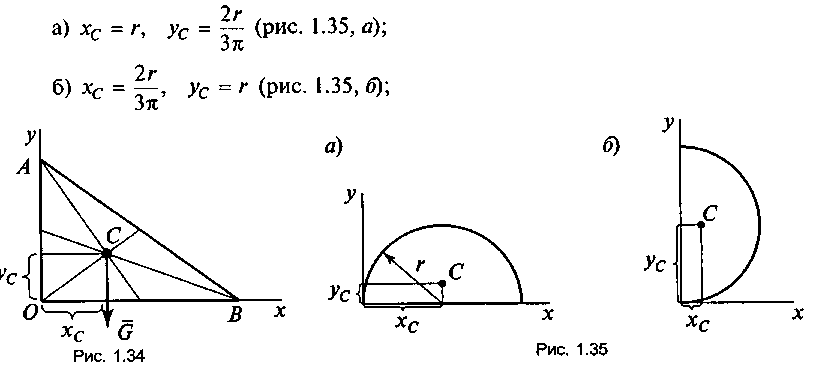 а) x_C = r, y_C = 2r/3π (рис. 1.35, а);
б) x_C = 2r/3π, y_C = r (рис. 1.35, б);
y
A
C
y_C
O
x_C
G̅
B
x
Рис. 1.34
а)
y
r
C
y_C
x_C
x
б)
y
C
y_C
x_C
x
Рис. 1.35